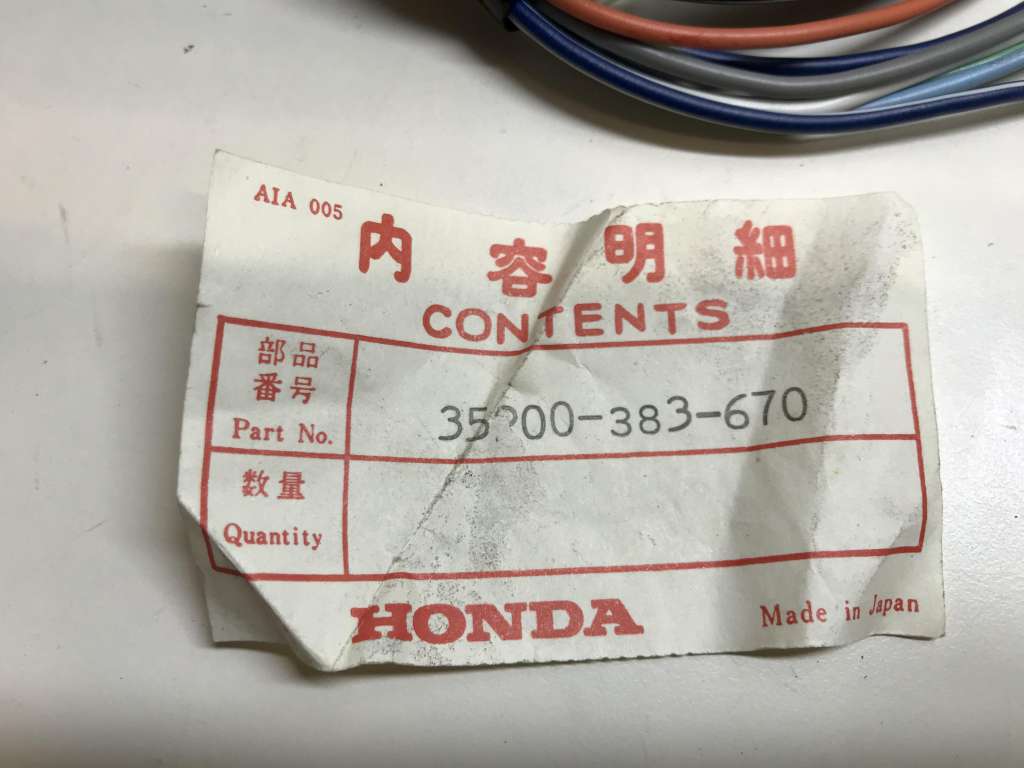 AIA 005
内容明細
CONTENTS
部品
番号
Part No.
35200-383-670
数量
Quantity
HONDA
Made in Japan